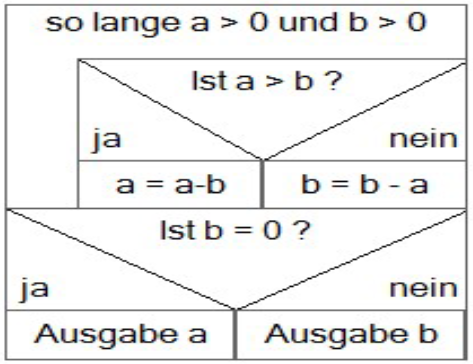 so lange a > 0 und b > 0
Ist a > b ?
ja nein
a = a-b b = b - a
Ist b = 0 ?
ja nein
Ausgabe a Ausgabe b